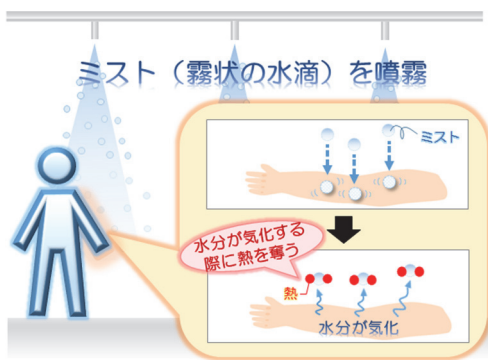 ミスト（霧状の水滴）を噴霧
ミスト
水分が気化する
際に熱を奪う
熱
水分が気化